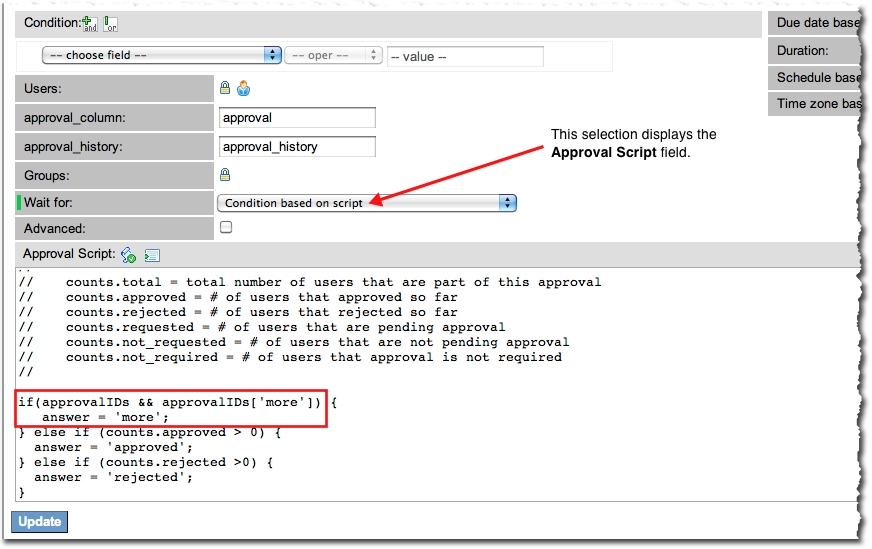 Condition: and or
Due date base
-- choose field -- -- oper -- -- value --
Duration:
Schedule base
Time zone bas
Users:
approval_column: approval
approval_history: approval_history
This selection displays the
Approval Script field.
Groups:
Wait for: Condition based on script
Advanced:
Approval Script:
//
// counts.total = total number of users that are part of this approval
// counts.approved = # of users that approved so far
// counts.rejected = # of users that rejected so far
// counts.requested = # of users that are pending approval
// counts.not_requested = # of users that are not pending approval
// counts.not_required = # of users that approval is not required
//
if(approvalIDs && approvalIDs['more']) {
answer = 'more';
} else if (counts.approved > 0) {
answer = 'approved';
} else if (counts.rejected >0) {
answer = 'rejected';
}
Update